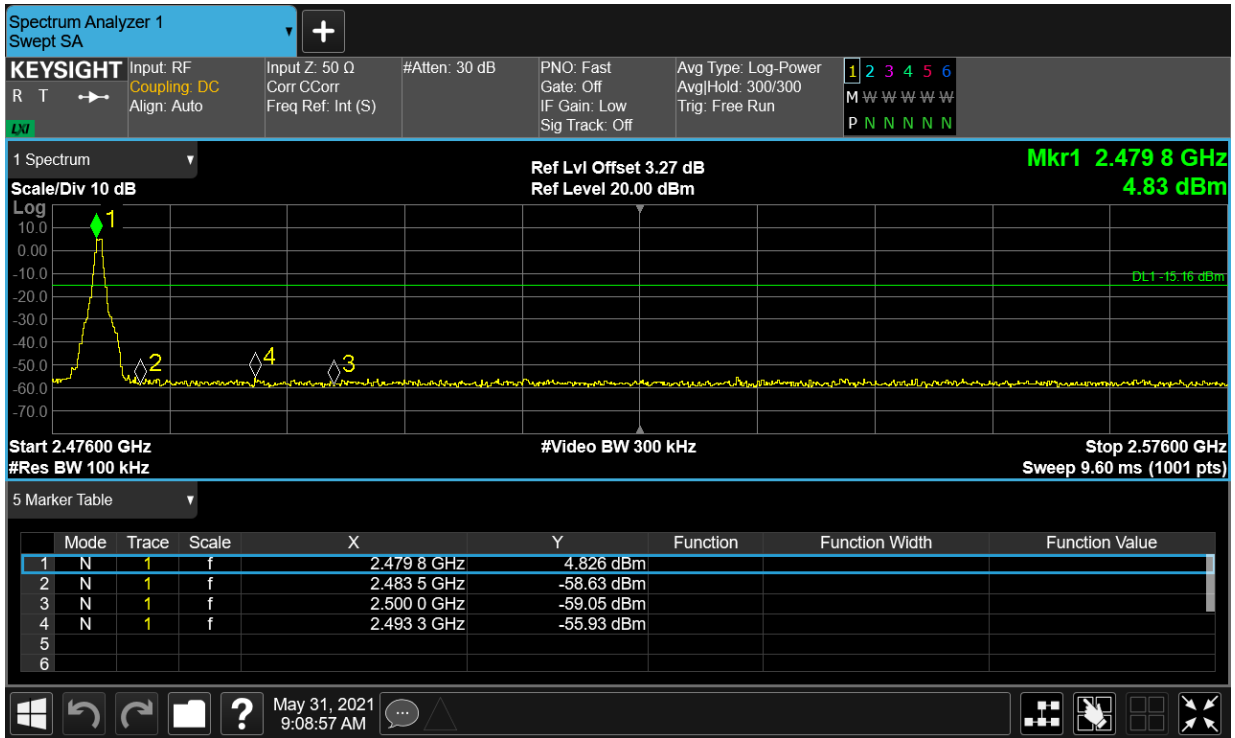 Spectrum Analyzer 1
Swept SA
KEYSIGHT
R T
LXI
Input: RF
Coupling: DC
Align: Auto
Input Z: 50 Ω
Corr CCorr
Freq Ref: Int (S)
#Atten: 30 dB
PNO: Fast
Gate: Off
IF Gain: Low
Sig Track: Off
Avg Type: Log-Power
Avg|Hold: 300/300
Trig: Free Run
1 2 3 4 5 6
M W W W W W
P N N N N N
1 Spectrum
Scale/Div 10 dB
Ref Lvl Offset 3.27 dB
Ref Level 20.00 dBm
Mkr1 2.479 8 GHz
4.83 dBm
Log
10.0
0.00
-10.0
-20.0
-30.0
-40.0
-50.0
-60.0
-70.0
1
2
4
3
DL1 -15.16 dBm
Start 2.47600 GHz
#Video BW 300 kHz
Stop 2.57600 GHz
#Res BW 100 kHz
Sweep 9.60 ms (1001 pts)
5 Marker Table
Mode Trace Scale X Y Function Function Width Function Value
1 N 1 f 2.479 8 GHz 4.826 dBm
2 N 1 f 2.483 5 GHz -58.63 dBm
3 N 1 f 2.500 0 GHz -59.05 dBm
4 N 1 f 2.493 3 GHz -55.93 dBm
5
6
?
May 31, 2021
9:08:57 AM